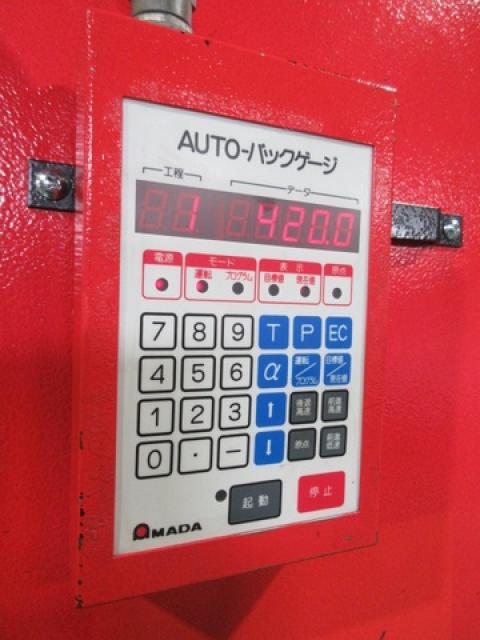 AUTO-バックゲージ
工程 データ
1 420.0
電源 モード 表示 原点
運転 プログラム 目標値 現在値
7 8 9 T P EC
4 5 6 α 運転/プログラム 目標値/現在値
1 2 3 ↑ 後退高速 前進高速
0 · − ↓ 原点 前進低速
起動 停止
AMADA